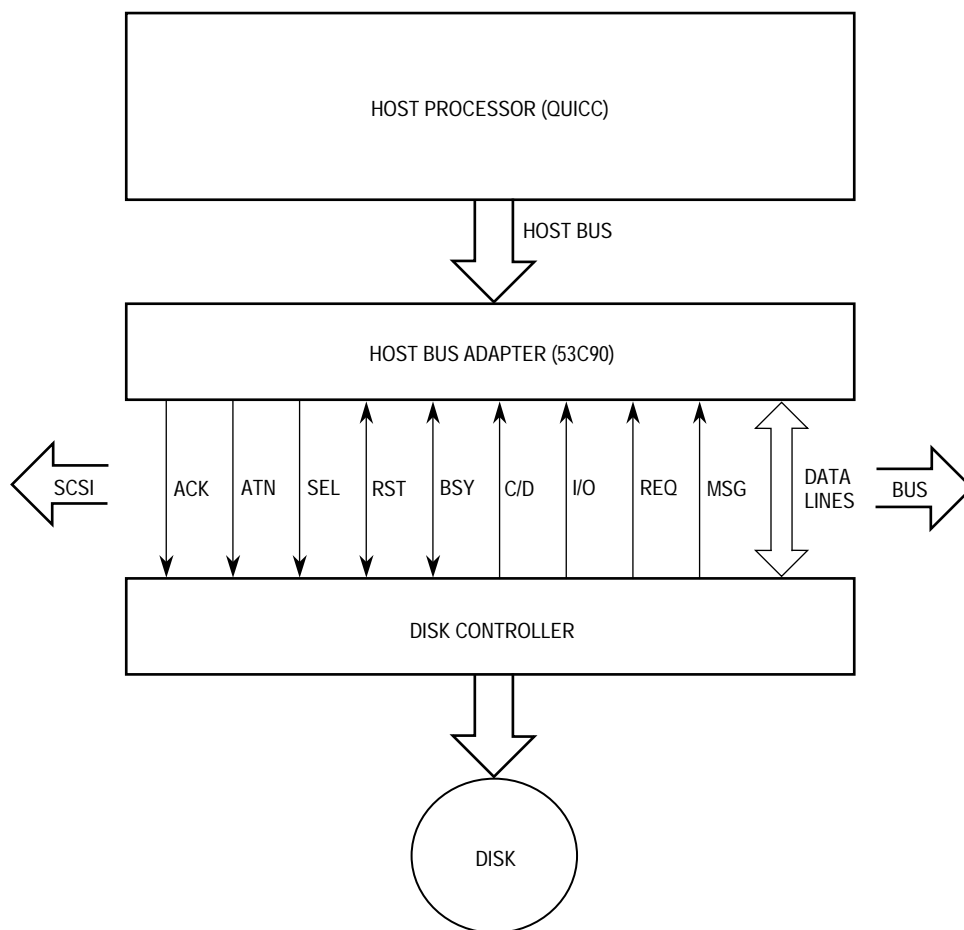 HOST PROCESSOR (QUICC)
HOST BUS
HOST BUS ADAPTER (53C90)
SCSI
ACK
ATN
SEL
RST
BSY
C/D
I/O
REQ
MSG
DATA
LINES
BUS
DISK CONTROLLER
DISK